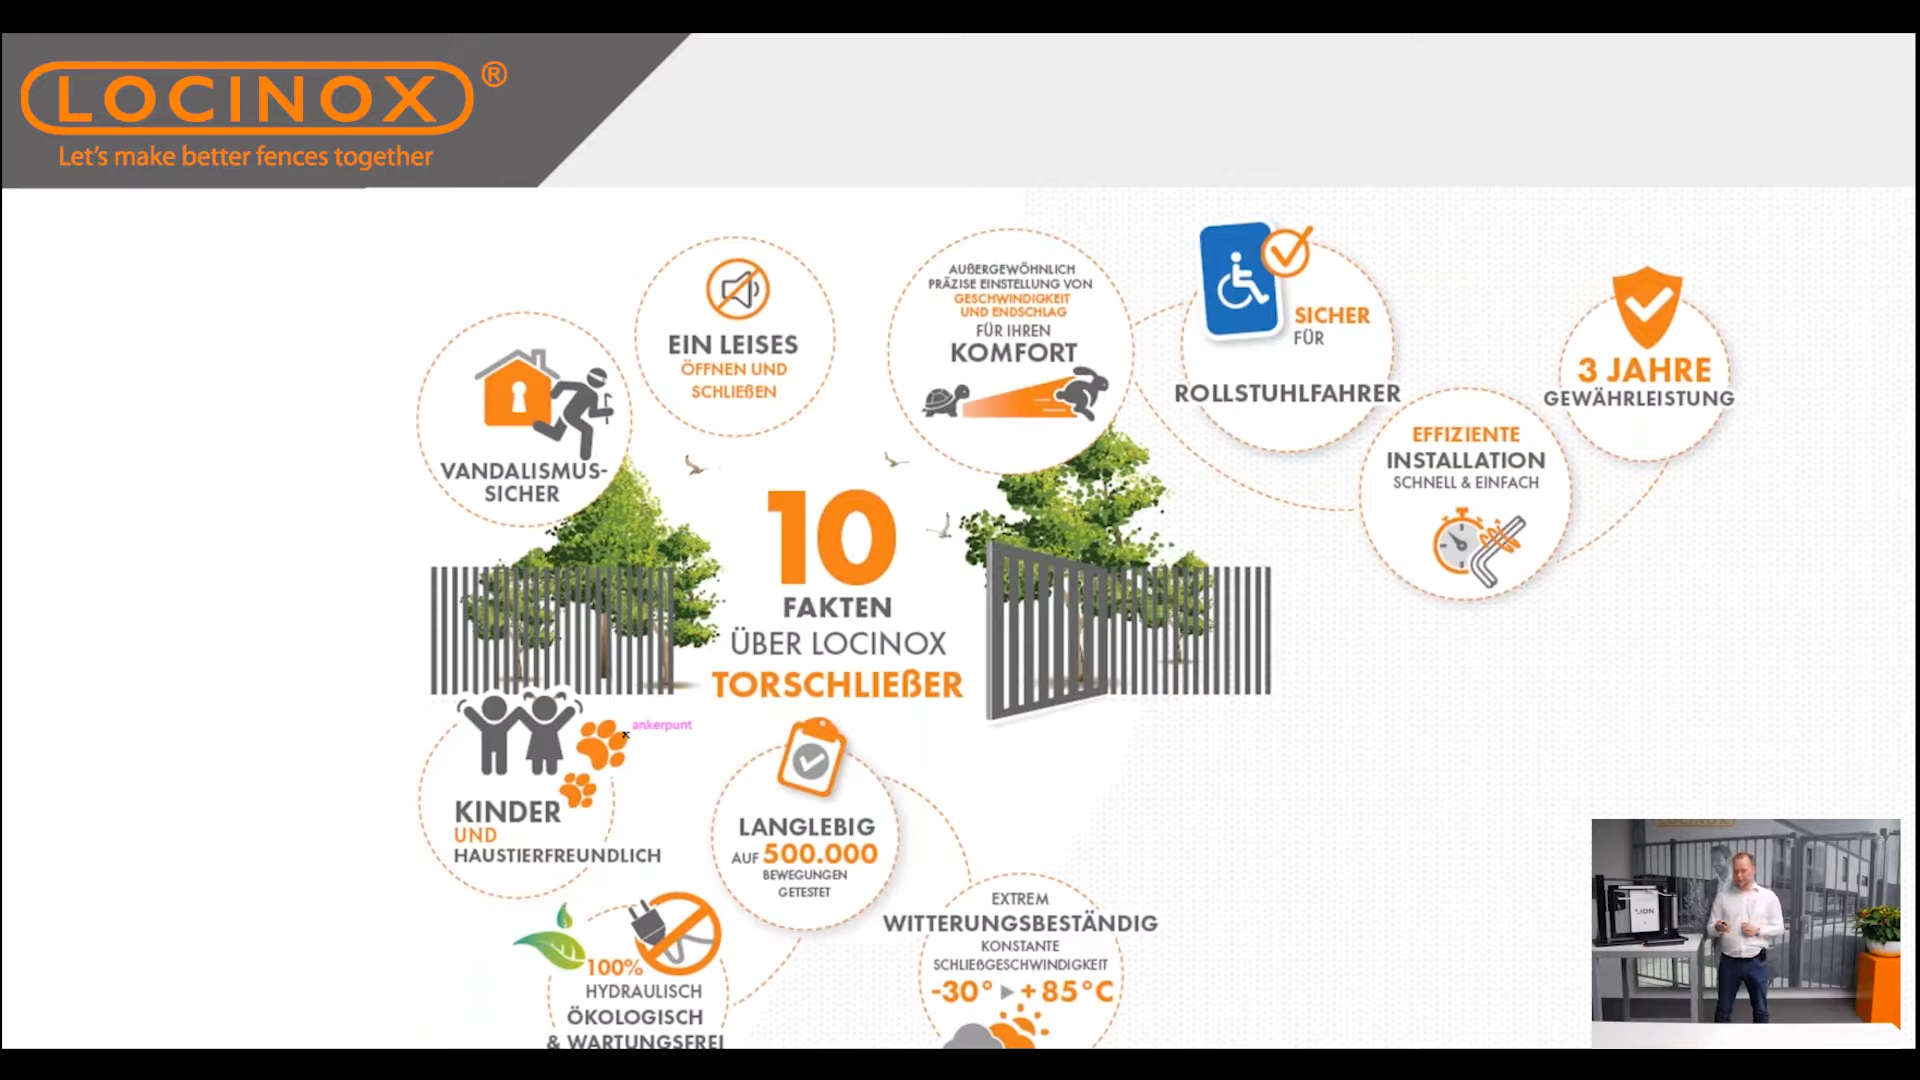 LOCINOX®
Let's make better fences together
VANDALISMUS-
SICHER
EIN LEISES
ÖFFNEN UND
SCHLIEßEN
AUßERGEWÖHNLICH
PRÄZISE EINSTELLUNG VON
GESCHWINDIGKEIT
UND ENDSCHLAG
FÜR IHREN
KOMFORT
SICHER
FÜR
ROLLSTUHLFAHRER
EFFIZIENTE
INSTALLATION
SCHNELL & EINFACH
3 JAHRE
GEWÄHRLEISTUNG
10
FAKTEN
ÜBER LOCINOX
TORSCHLIEßER
ankerpunt
KINDER
UND
HAUSTIERFREUNDLICH
LANGLEBIG
AUF 500.000
BEWEGUNGEN
GETESTET
100%
HYDRAULISCH
ÖKOLOGISCH
& WARTUNGSFREI
EXTREM
WITTERUNGSBESTÄNDIG
KONSTANTE
SCHLIEßGESCHWINDIGKEIT
-30° ▸ +85°C
LION